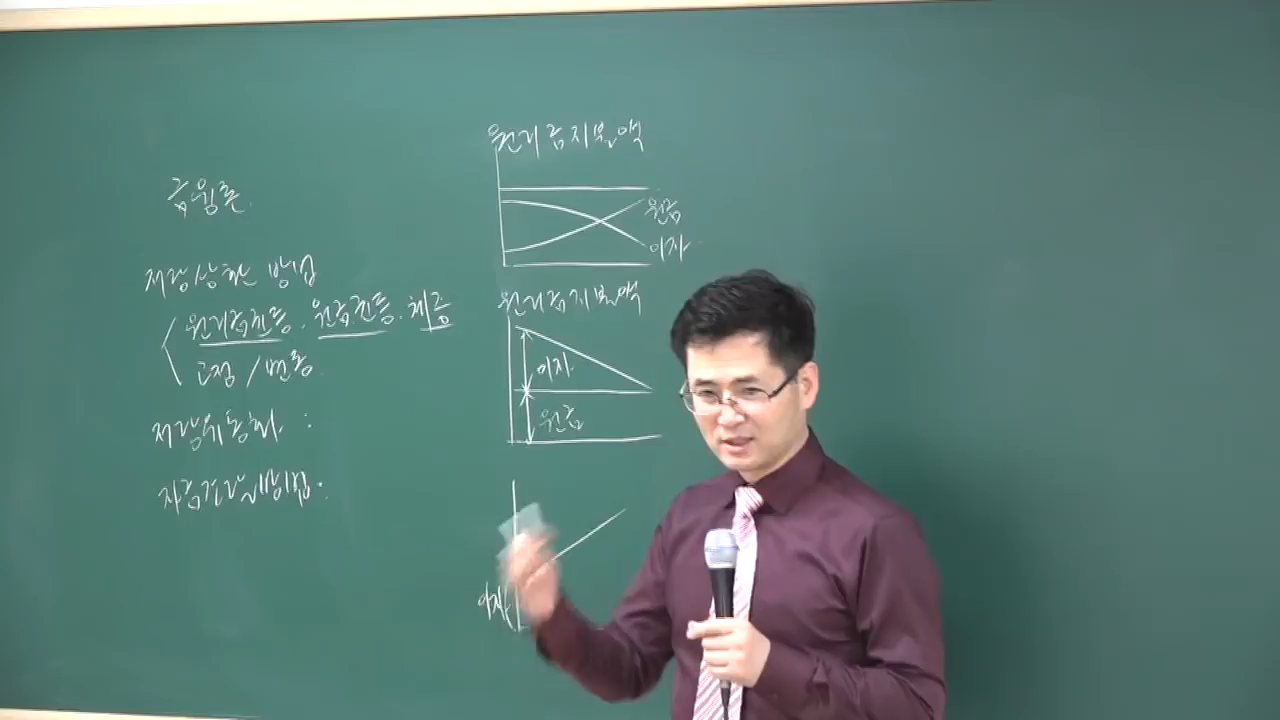 금융론.
저당상환 방법
원리금균등. 원금균등. 체증
고정 / 변동.
저당유동화 :
자금조달방법.
원리금지불액
원금
이자
원리금지불액
이자.
원금
이자